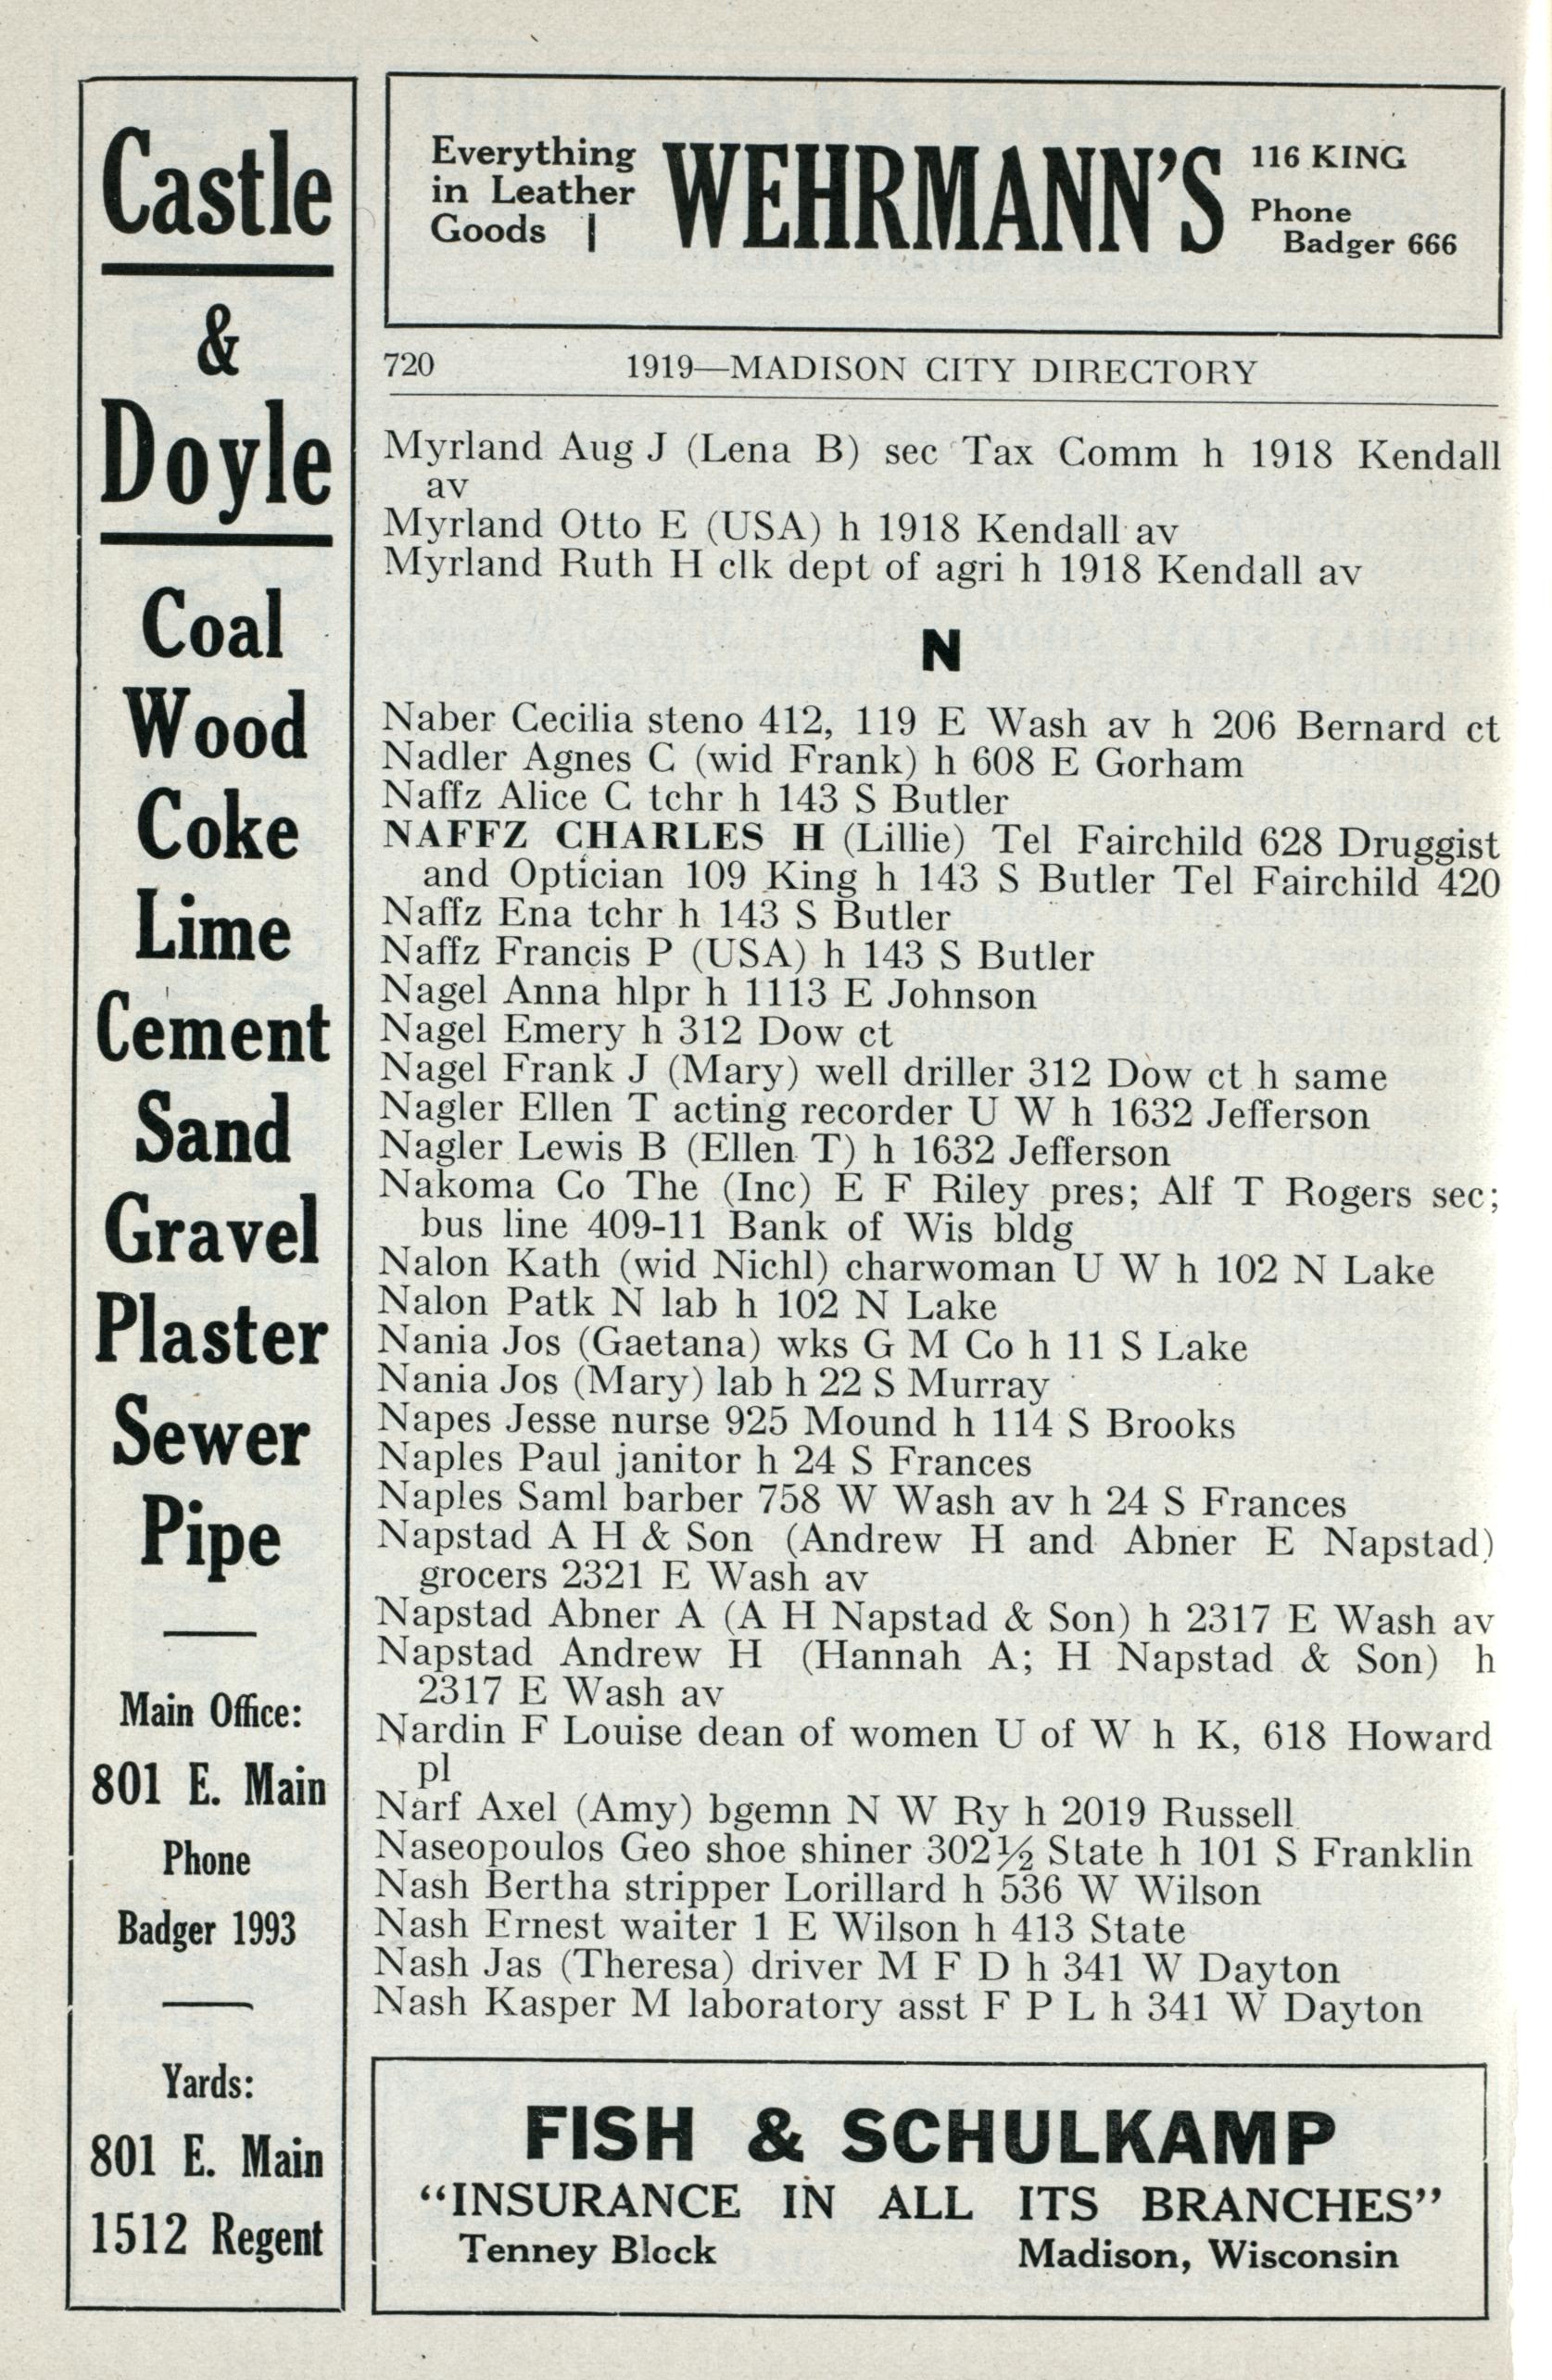 Castle
&
Doyle
Coal
Wood
Coke
Lime
Cement
Sand
Gravel
Plaster
Sewer
Pipe
Main Office:
801 E. Main
Phone
Badger 1993
Yards:
801 E. Main
1512 Regent
Everything
in Leather
Goods |
WEHRMANN'S
116 KING
Phone
Badger 666
720 1919—MADISON CITY DIRECTORY
Myrland Aug J (Lena B) sec Tax Comm h 1918 Kendall
av
Myrland Otto E (USA) h 1918 Kendall av
Myrland Ruth H clk dept of agri h 1918 Kendall av
N
Naber Cecilia steno 412, 119 E Wash av h 206 Bernard ct
Nadler Agnes C (wid Frank) h 608 E Gorham
Naffz Alice C tchr h 143 S Butler
NAFFZ CHARLES H (Lillie) Tel Fairchild 628 Druggist
and Optician 109 King h 143 S Butler Tel Fairchild 420
Naffz Ena tchr h 143 S Butler
Naffz Francis P (USA) h 143 S Butler
Nagel Anna hlpr h 1113 E Johnson
Nagel Emery h 312 Dow ct
Nagel Frank J (Mary) well driller 312 Dow ct h same
Nagler Ellen T acting recorder U W h 1632 Jefferson
Nagler Lewis B (Ellen T) h 1632 Jefferson
Nakoma Co The (Inc) E F Riley pres; Alf T Rogers sec;
bus line 409-11 Bank of Wis bldg
Nalon Kath (wid Nichl) charwoman U W h 102 N Lake
Nalon Patk N lab h 102 N Lake
Nania Jos (Gaetana) wks G M Co h 11 S Lake
Nania Jos (Mary) lab h 22 S Murray
Napes Jesse nurse 925 Mound h 114 S Brooks
Naples Paul janitor h 24 S Frances
Naples Saml barber 758 W Wash av h 24 S Frances
Napstad A H & Son (Andrew H and Abner E Napstad)
grocers 2321 E Wash av
Napstad Abner A (A H Napstad & Son) h 2317 E Wash av
Napstad Andrew H (Hannah A; H Napstad & Son) h
2317 E Wash av
Nardin F Louise dean of women U of W h K, 618 Howard
pl
Narf Axel (Amy) bgemn N W Ry h 2019 Russell
Naseopoulos Geo shoe shiner 302½ State h 101 S Franklin
Nash Bertha stripper Lorillard h 536 W Wilson
Nash Ernest waiter 1 E Wilson h 413 State
Nash Jas (Theresa) driver M F D h 341 W Dayton
Nash Kasper M laboratory asst F P L h 341 W Dayton
FISH & SCHULKAMP
"INSURANCE IN ALL ITS BRANCHES"
Tenney Block Madison, Wisconsin